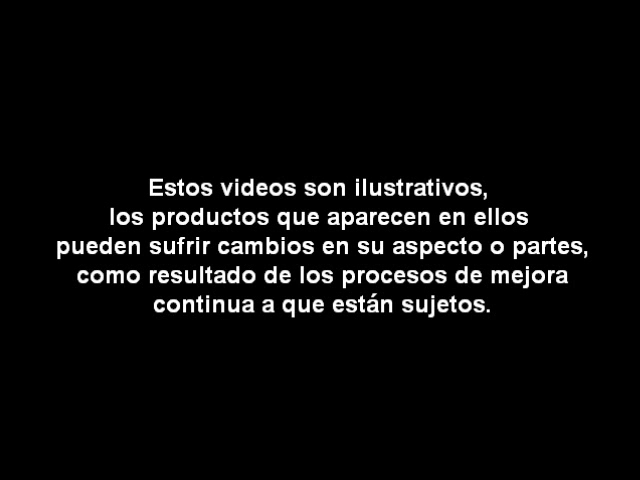 Estos videos son ilustrativos,
los productos que aparecen en ellos
pueden sufrir cambios en su aspecto o partes,
como resultado de los procesos de mejora
continua a que están sujetos.